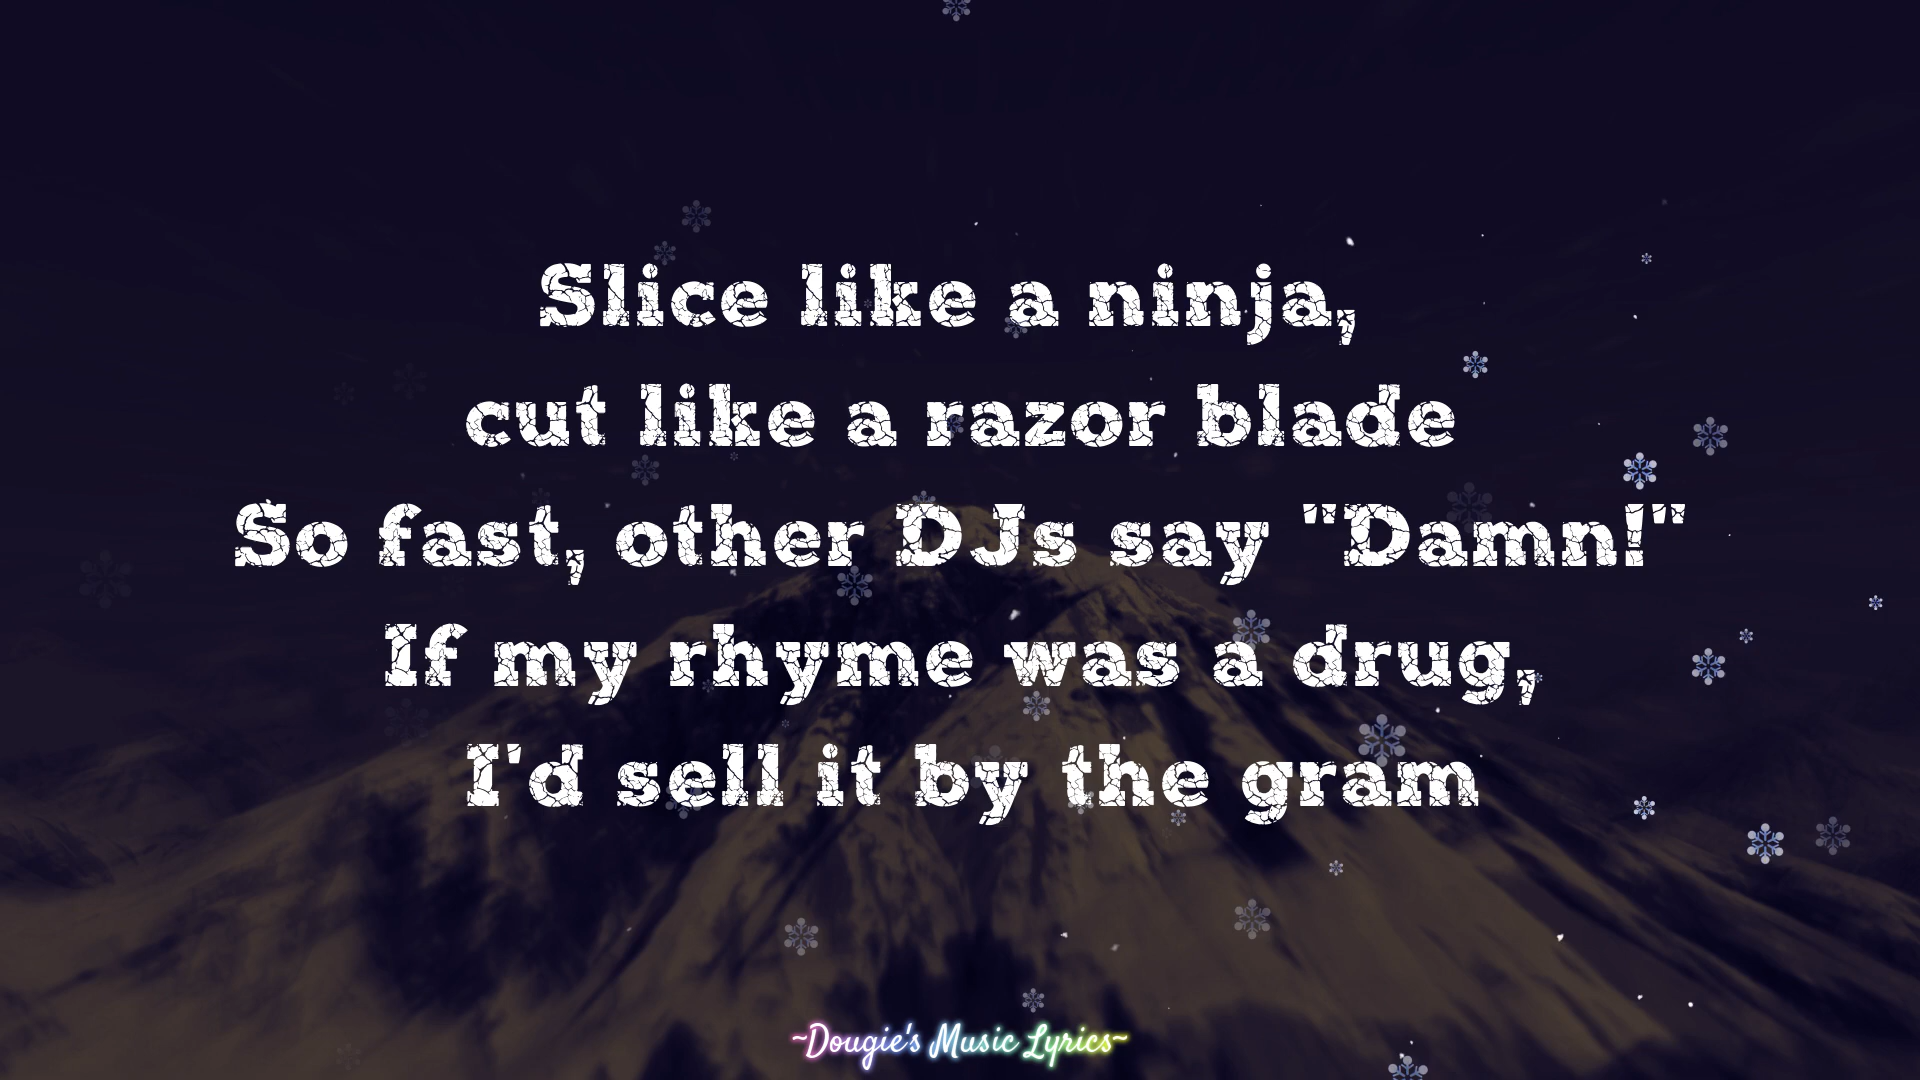 Slice like a ninja,
cut like a razor blade
So fast, other DJs say "Damn!"
If my rhyme was a drug,
I'd sell it by the gram
~Dougie's Music Lyrics~